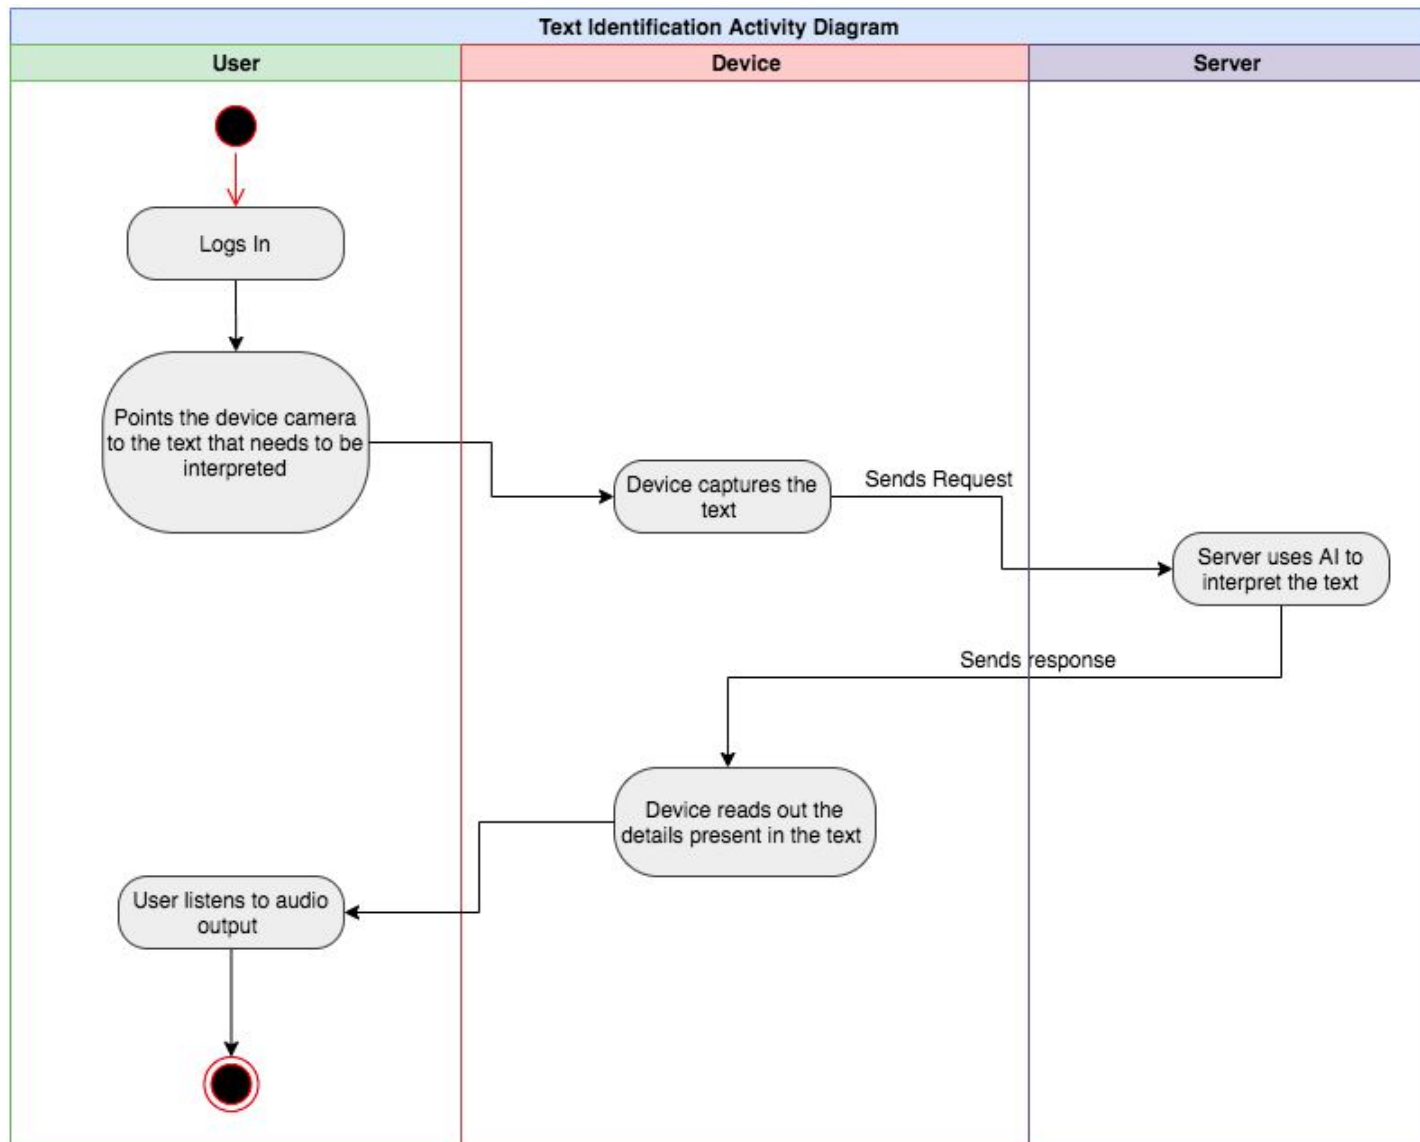 Text Identification Activity Diagram
User
Device
Server
Logs In
Points the device camera
to the text that needs to be
interpreted
Device captures the
text
Sends Request
Server uses AI to
interpret the text
Sends response
Device reads out the
details present in the text
User listens to audio
output